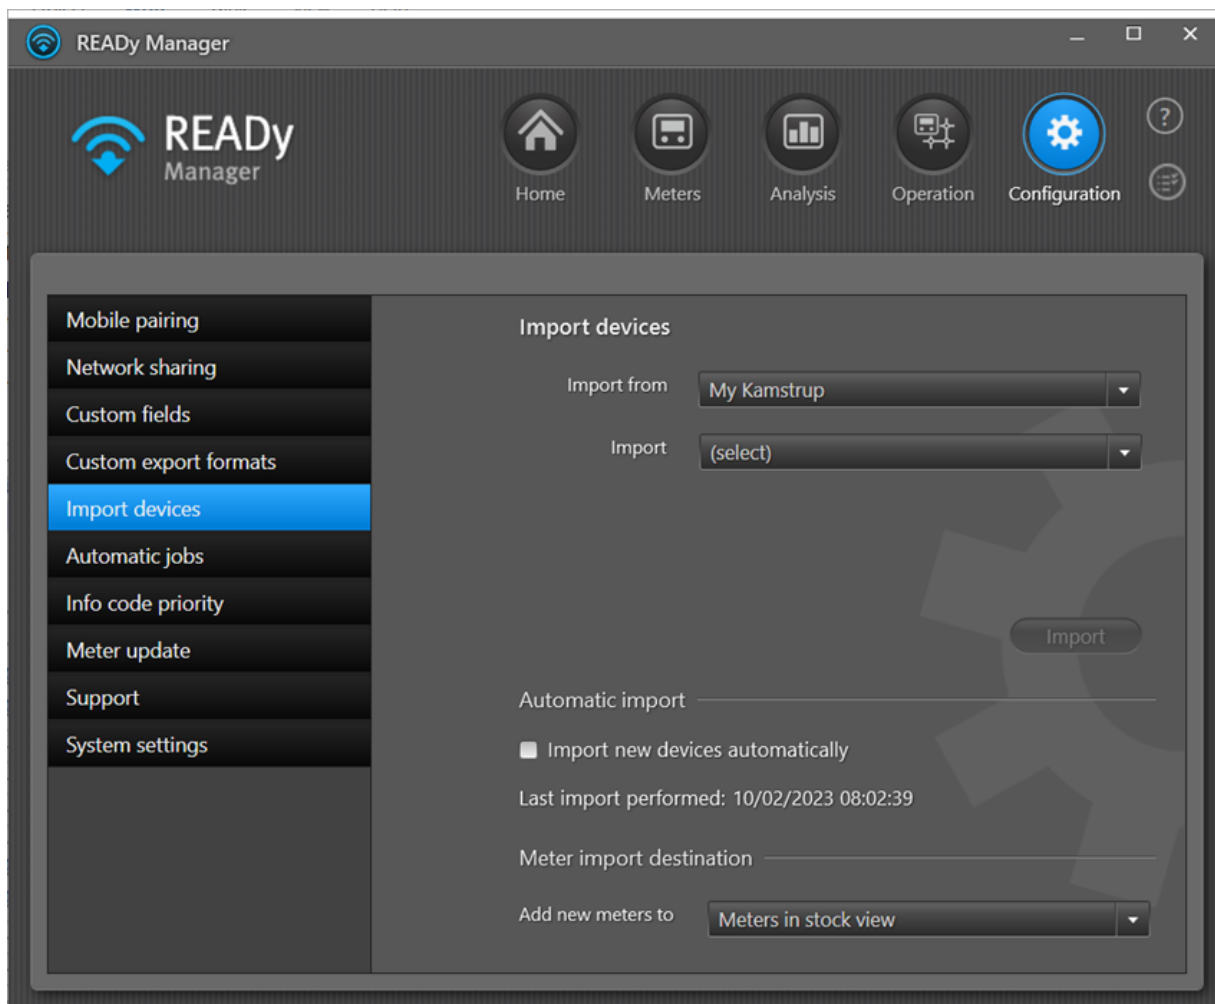 READy Manager
READy
Manager
Home
Meters
Analysis
Operation
Configuration
?
Mobile pairing
Network sharing
Custom fields
Custom export formats
Import devices
Automatic jobs
Info code priority
Meter update
Support
System settings
Import devices
Import from My Kamstrup
Import (select)
Import
Automatic import
Import new devices automatically
Last import performed: 10/02/2023 08:02:39
Meter import destination
Add new meters to Meters in stock view